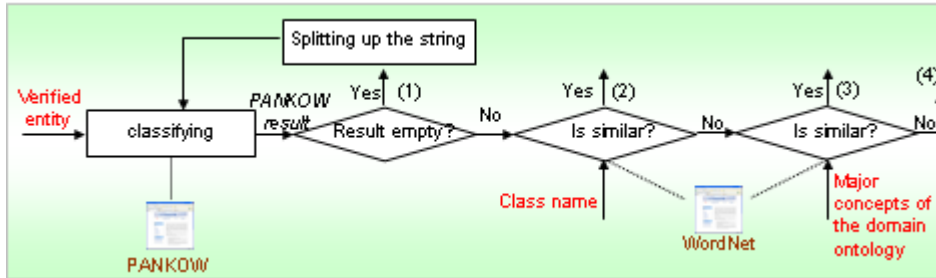 Splitting up the string
Verified
entity
classifying
PANKOW
result
Yes
(1)
Result empty?
No
Yes
(2)
Is similar?
No
Yes
(3)
Is similar?
(4)
No
Class name
Major
concepts of
the domain
ontology
WordNet
PANKOW